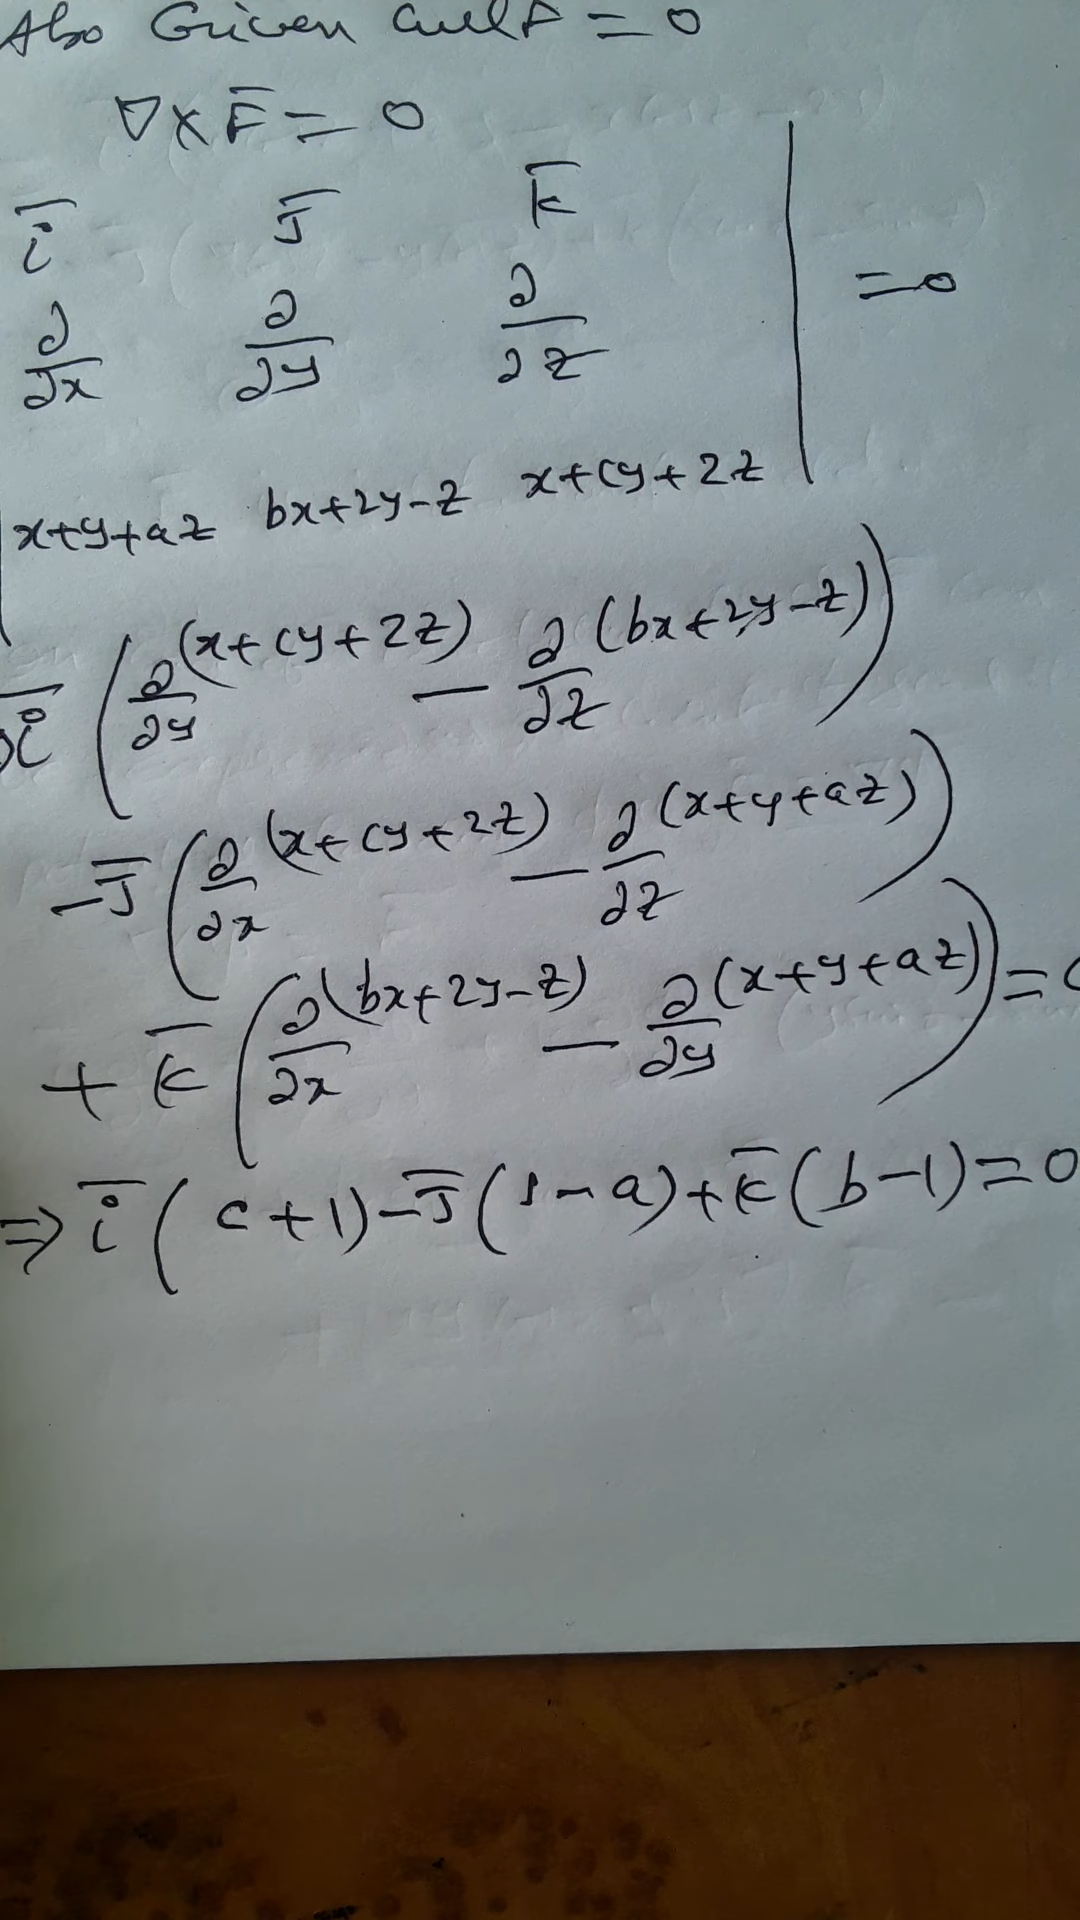 Also Given Curl F = 0
∇×F̅ = 0
i̅ J̅ K̅
∂/∂x ∂/∂y ∂/∂z = 0
x+y+az bx+2y-z x+cy+2z
i̅ (∂/∂y (x+cy+2z) - ∂/∂z (bx+2y-z))
-J̅ (∂/∂x (x+cy+2z) - ∂/∂z (x+y+az))
+ K̅ (∂/∂x (bx+2y-z) - ∂/∂y (x+y+az)) = 0
⇒ i̅ (c+1) - J̅ (1-a) + K̅ (b-1) = 0